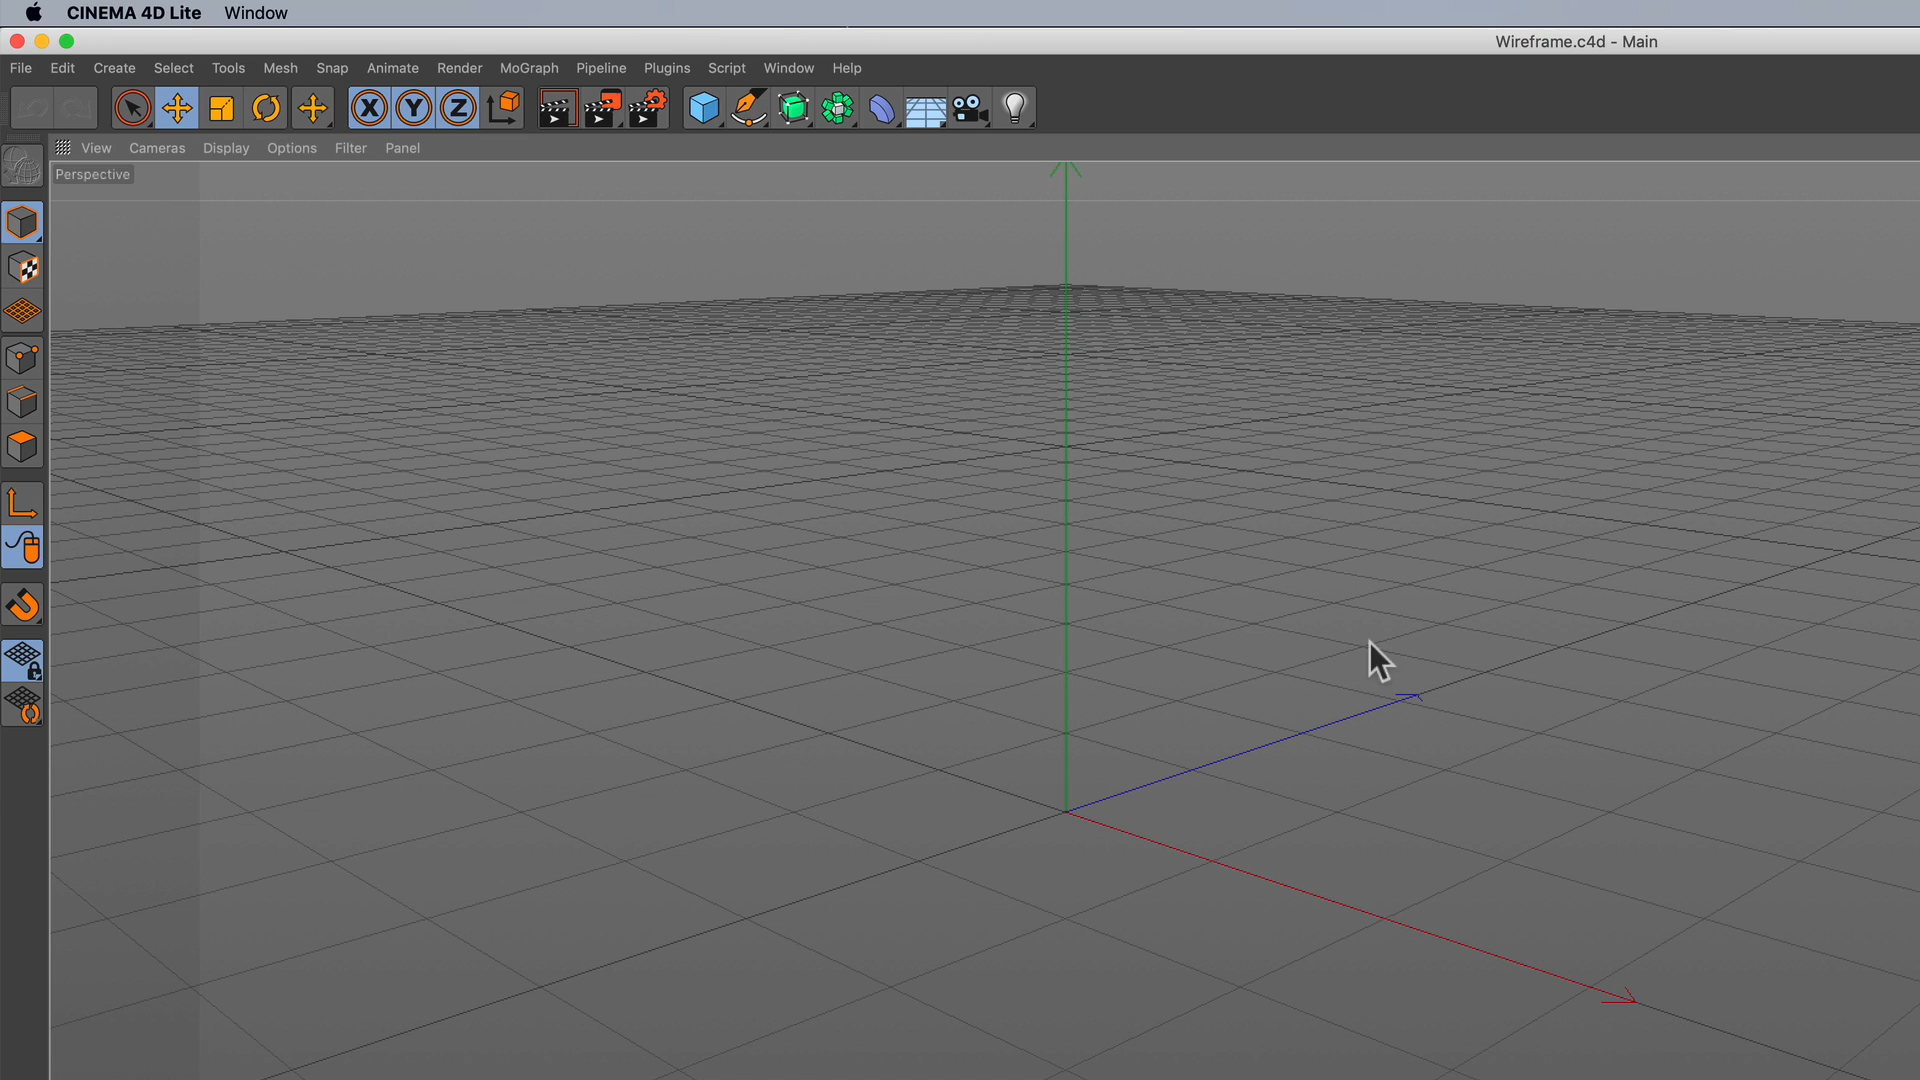 CINEMA 4D Lite Window
Wireframe.c4d - Main
File Edit Create Select Tools Mesh Snap Animate Render MoGraph Pipeline Plugins Script Window Help
X Y Z
View Cameras Display Options Filter Panel
Perspective